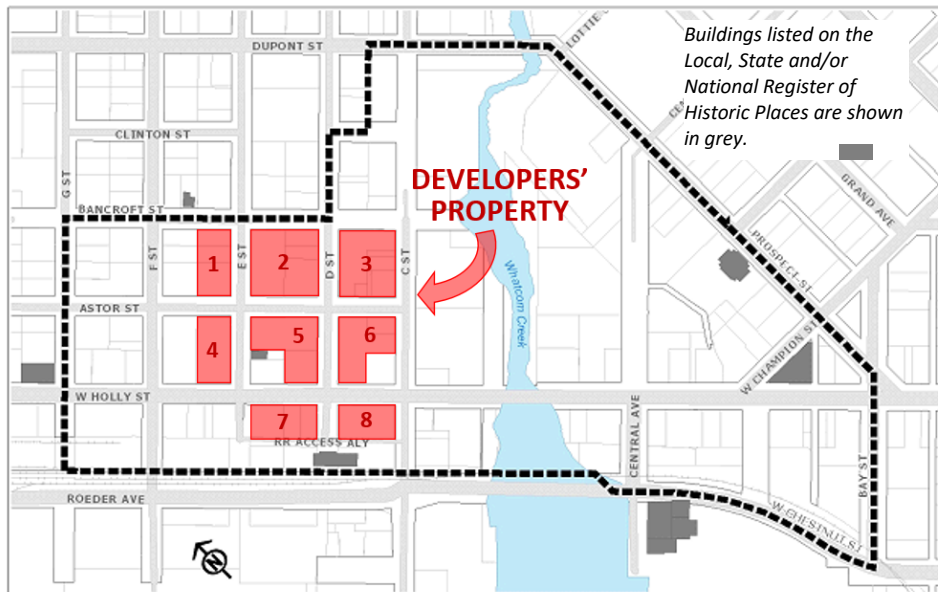 DUPONT ST
LOTTIE
Buildings listed on the
Local, State and/or
National Register of
Historic Places are shown
in grey.
CLINTON ST
CEN
G ST
F ST
BANCROFT ST
E ST
D ST
C ST
DEVELOPERS’
PROPERTY
GRAND AVE
PROSPECT ST
1
2
3
Whatcom Creek
ASTOR ST
4
5
6
W CHAMPION ST
W HOLLY ST
7
8
RR ACCESS ALY
CENTRAL AVE
BAY ST
ROEDER AVE
W CHESTNUT ST
N